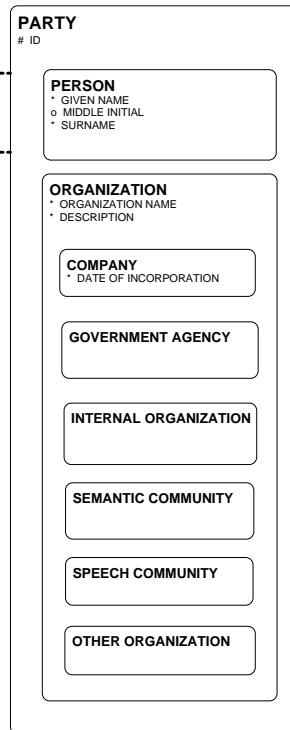 PARTY
# ID
PERSON
* GIVEN NAME
o MIDDLE INITIAL
* SURNAME
ORGANIZATION
* ORGANIZATION NAME
* DESCRIPTION
COMPANY
* DATE OF INCORPORATION
GOVERNMENT AGENCY
INTERNAL ORGANIZATION
SEMANTIC COMMUNITY
SPEECH COMMUNITY
OTHER ORGANIZATION